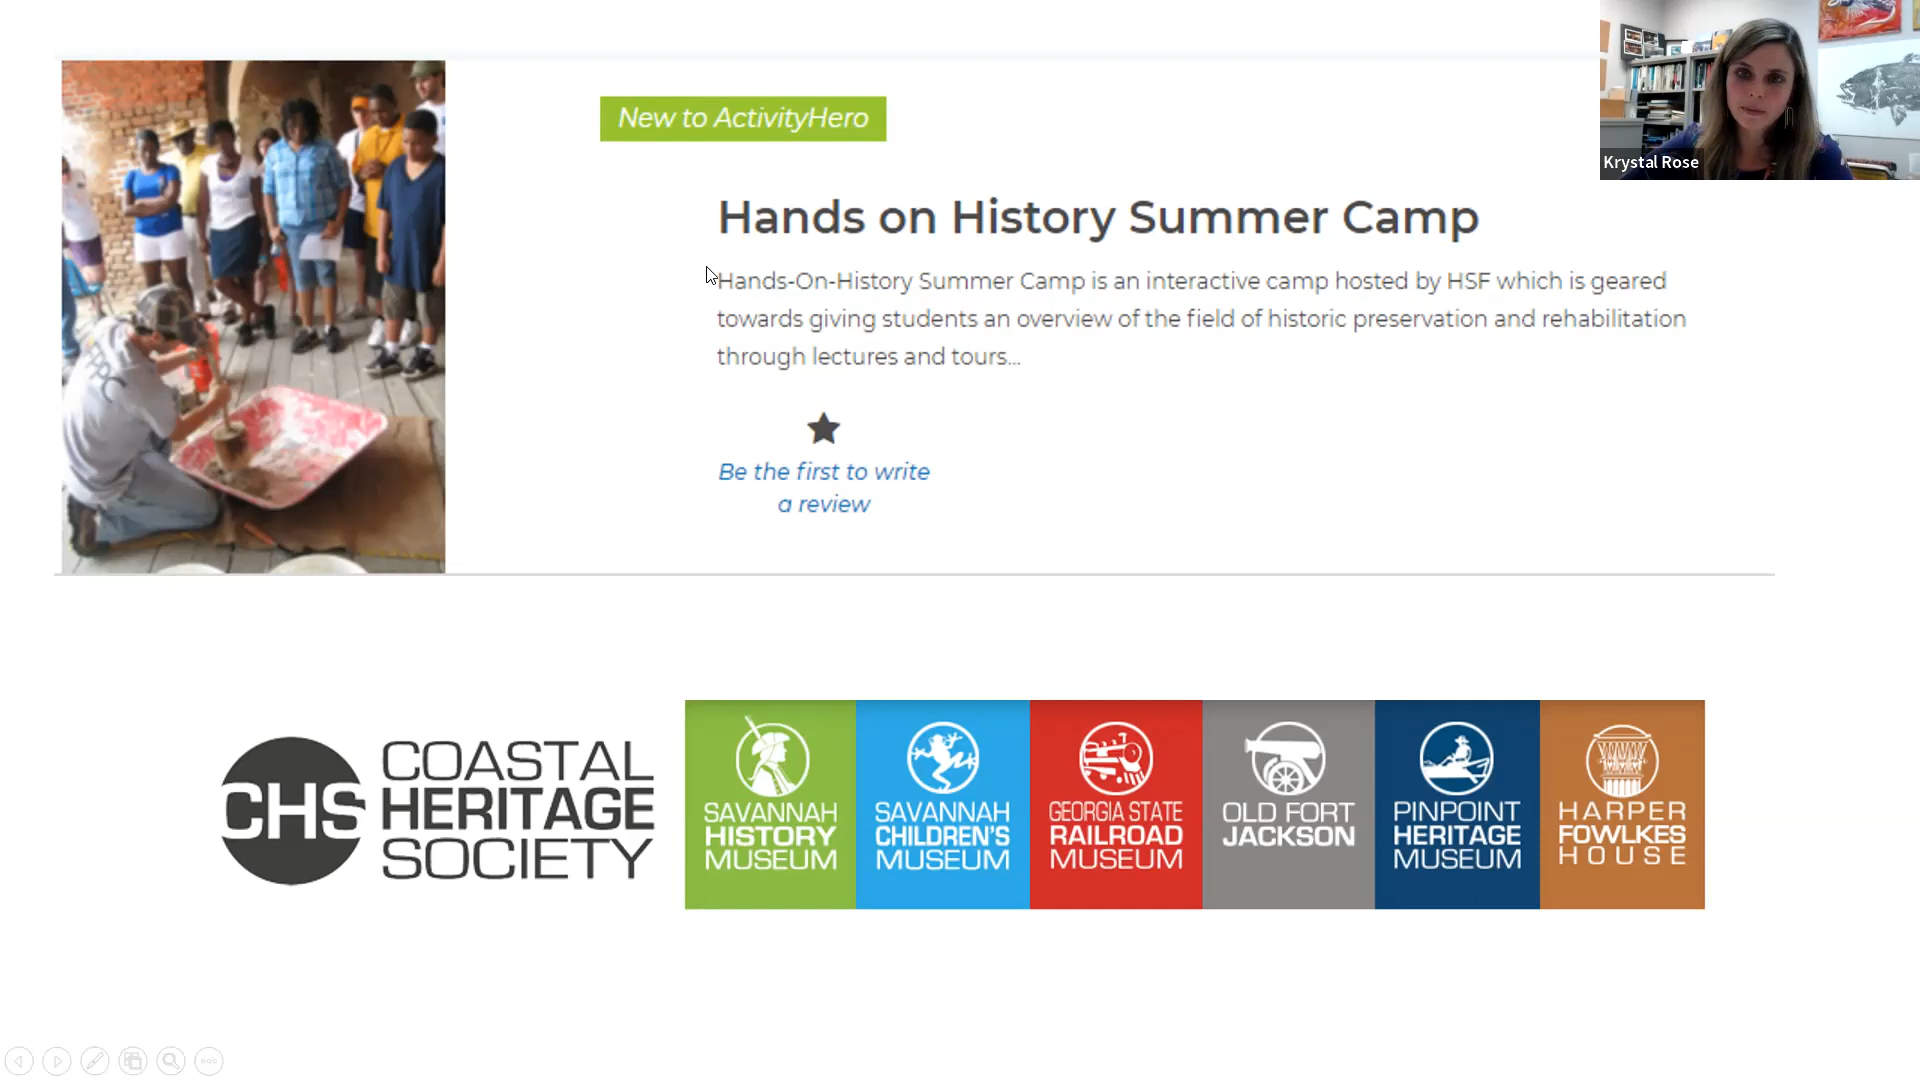 New to ActivityHero
Krystal Rose
Hands on History Summer Camp
Hands-On-History Summer Camp is an interactive camp hosted by HSF which is geared
towards giving students an overview of the field of historic preservation and rehabilitation
through lectures and tours...
Be the first to write
a review
CHS
COASTAL
HERITAGE
SOCIETY
SAVANNAH
HISTORY
MUSEUM
SAVANNAH
CHILDREN'S
MUSEUM
GEORGIA STATE
RAILROAD
MUSEUM
OLD FORT
JACKSON
PINPOINT
HERITAGE
MUSEUM
HARPER
FOWLKES
HOUSE